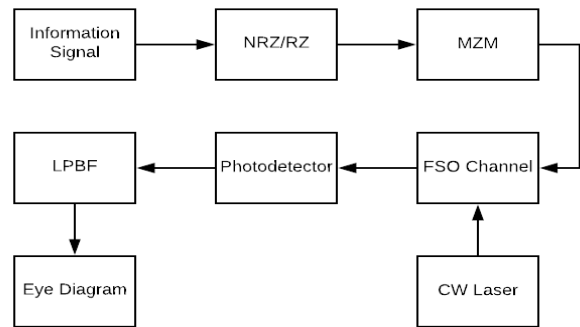 Information
Signal
NRZ/RZ
MZM
LPBF
Photodetector
FSO Channel
Eye Diagram
CW Laser